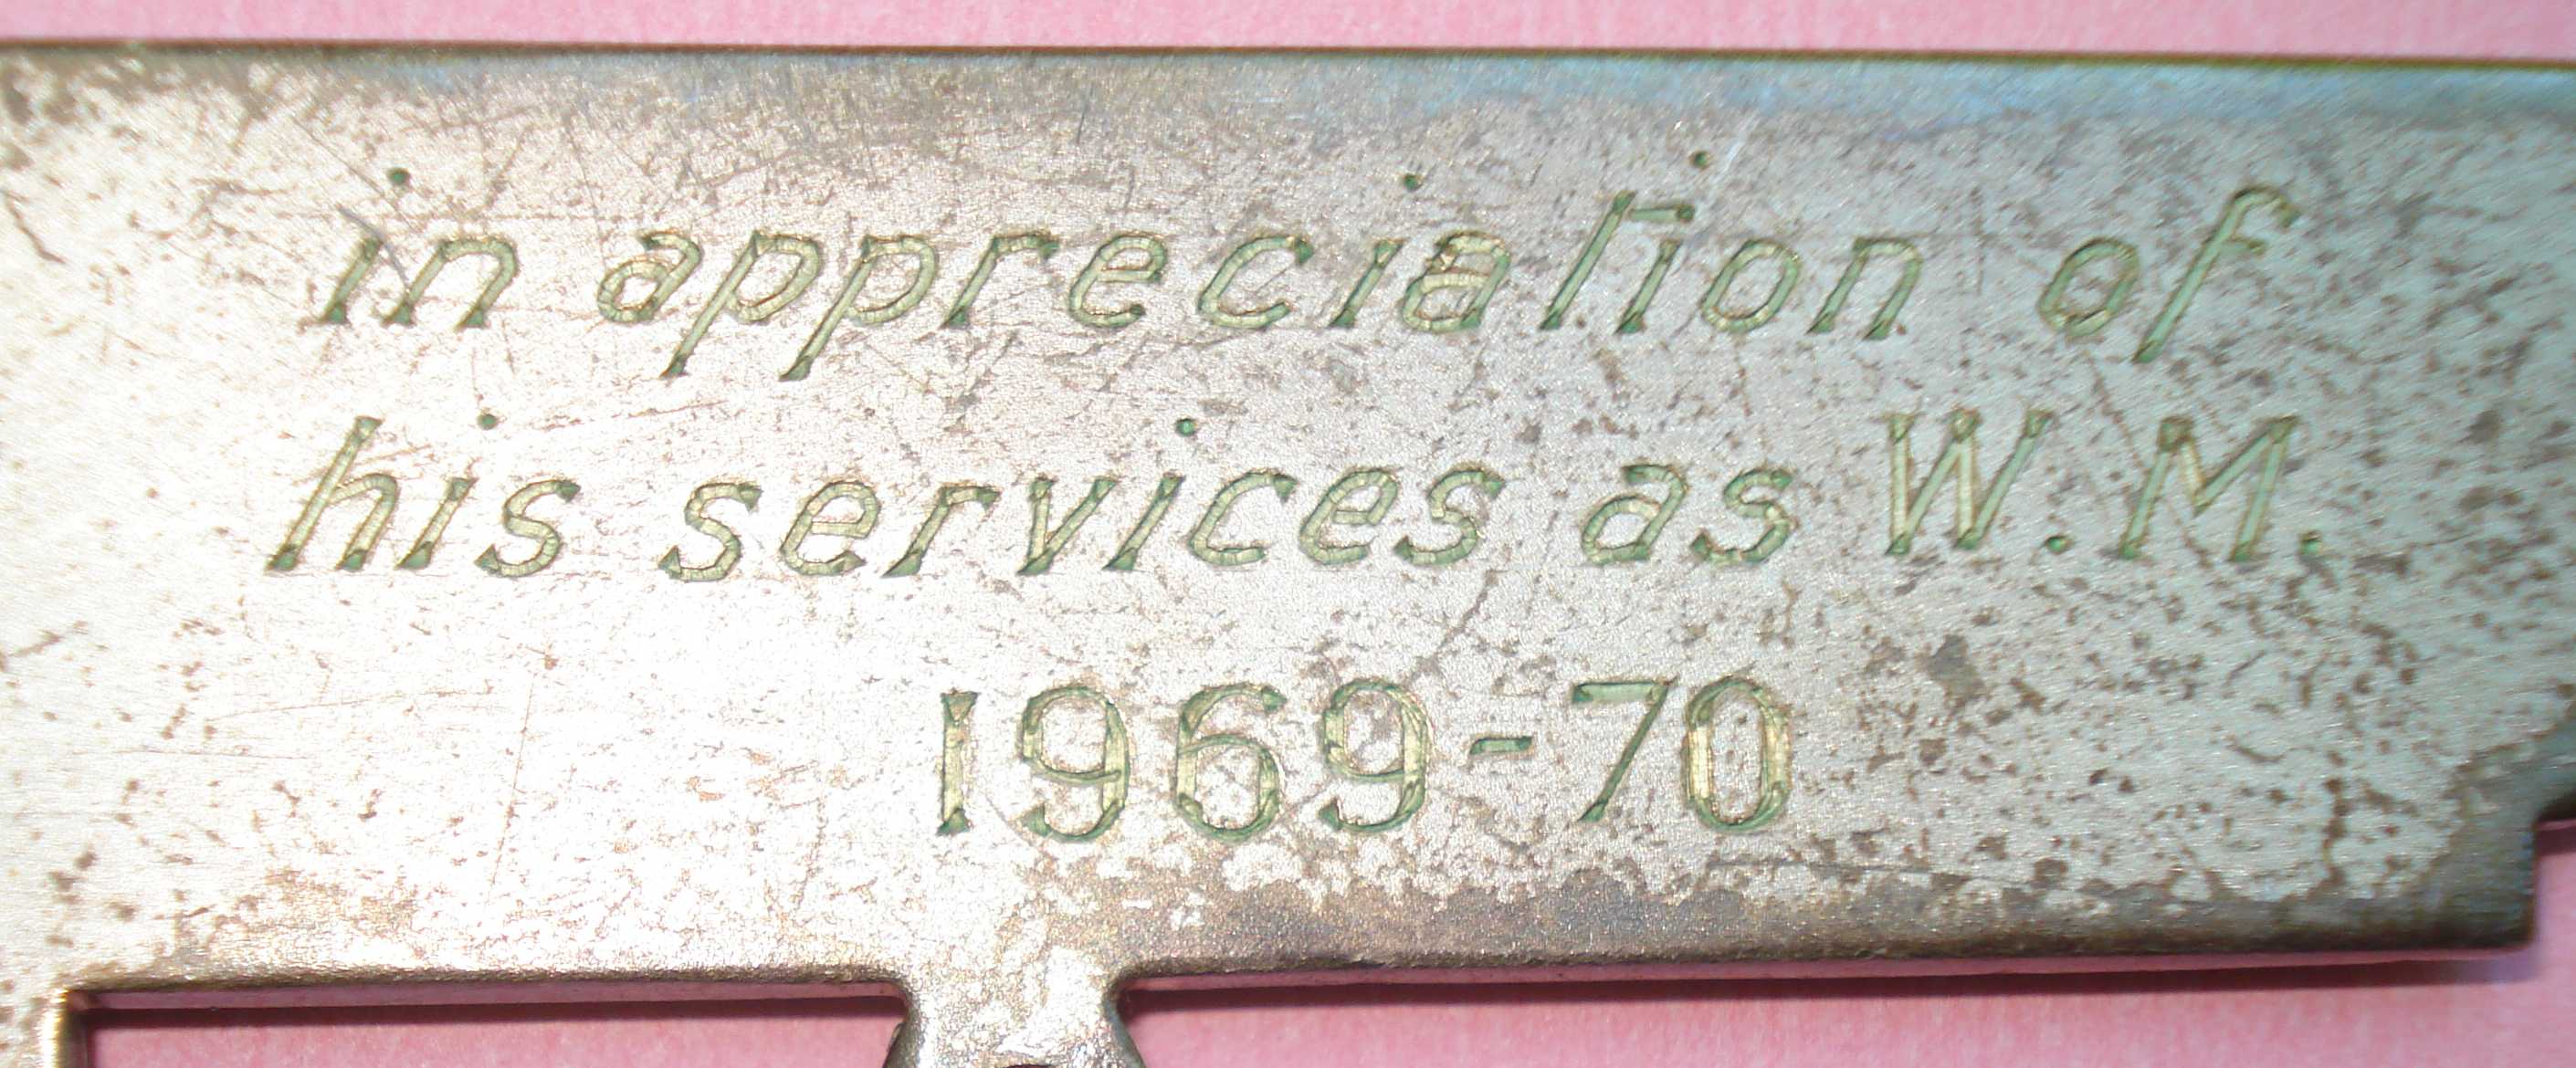 in appreciation of
his services as W.M.
1969-70